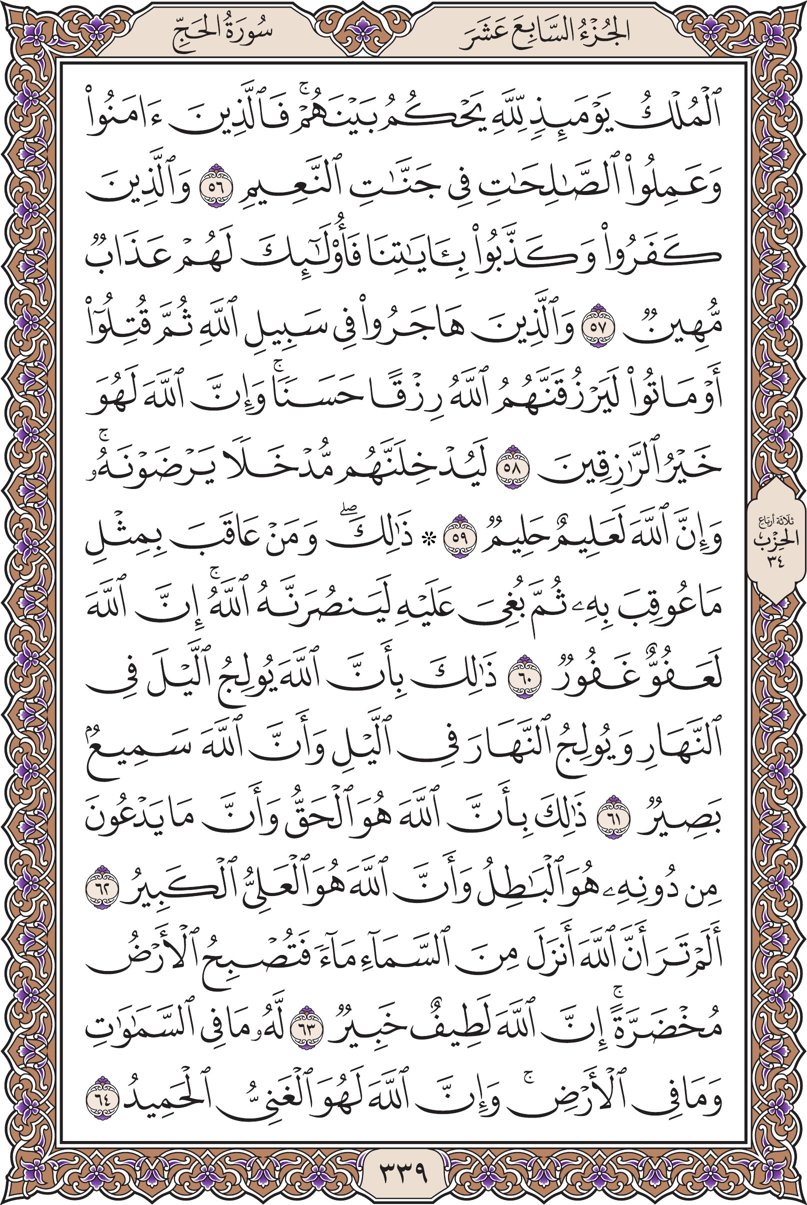 الجُزْءُ السَّابِعَ عَشَرَ
سُورَةُ الحَجِّ
ٱلْمُلْكُ يَوْمَئِذٍ لِّلَّهِ يَحْكُمُ بَيْنَهُمْۚ فَٱلَّذِينَ ءَامَنُوا۟
وَعَمِلُوا۟ ٱلصَّٰلِحَٰتِ فِى جَنَّٰتِ ٱلنَّعِيمِ ٥٦ وَٱلَّذِينَ
كَفَرُوا۟ وَكَذَّبُوا۟ بِـَٔايَٰتِنَا فَأُو۟لَٰٓئِكَ لَهُمْ عَذَابٌ
مُّهِينٌ ٥٧ وَٱلَّذِينَ هَاجَرُوا۟ فِى سَبِيلِ ٱللَّهِ ثُمَّ قُتِلُوٓا۟
أَوْ مَاتُوا۟ لَيَرْزُقَنَّهُمُ ٱللَّهُ رِزْقًا حَسَنًاۚ وَإِنَّ ٱللَّهَ لَهُوَ
خَيْرُ ٱلرَّٰزِقِينَ ٥٨ لَيُدْخِلَنَّهُم مُّدْخَلًا يَرْضَوْنَهُۥۚ
وَإِنَّ ٱللَّهَ لَعَلِيمٌ حَلِيمٌ ٥٩ * ذَٰلِكَۖ وَمَنْ عَاقَبَ بِمِثْلِ
مَا عُوقِبَ بِهِۦ ثُمَّ بُغِىَ عَلَيْهِ لَيَنصُرَنَّهُ ٱللَّهُۚ إِنَّ ٱللَّهَ
لَعَفُوٌّ غَفُورٌ ٦٠ ذَٰلِكَ بِأَنَّ ٱللَّهَ يُولِجُ ٱلَّيْلَ فِى
ٱلنَّهَارِ وَيُولِجُ ٱلنَّهَارَ فِى ٱلَّيْلِ وَأَنَّ ٱللَّهَ سَمِيعٌۢ
بَصِيرٌ ٦١ ذَٰلِكَ بِأَنَّ ٱللَّهَ هُوَ ٱلْحَقُّ وَأَنَّ مَا يَدْعُونَ
مِن دُونِهِۦ هُوَ ٱلْبَٰطِلُ وَأَنَّ ٱللَّهَ هُوَ ٱلْعَلِىُّ ٱلْكَبِيرُ ٦٢
أَلَمْ تَرَ أَنَّ ٱللَّهَ أَنزَلَ مِنَ ٱلسَّمَآءِ مَآءً فَتُصْبِحُ ٱلْأَرْضُ
مُخْضَرَّةًۚ إِنَّ ٱللَّهَ لَطِيفٌ خَبِيرٌ ٦٣ لَّهُۥ مَا فِى ٱلسَّمَٰوَٰتِ
وَمَا فِى ٱلْأَرْضِۚ وَإِنَّ ٱللَّهَ لَهُوَ ٱلْغَنِىُّ ٱلْحَمِيدُ ٦٤
ثلاثة أرباع
الحِزْب
٣٤
٣٣٩